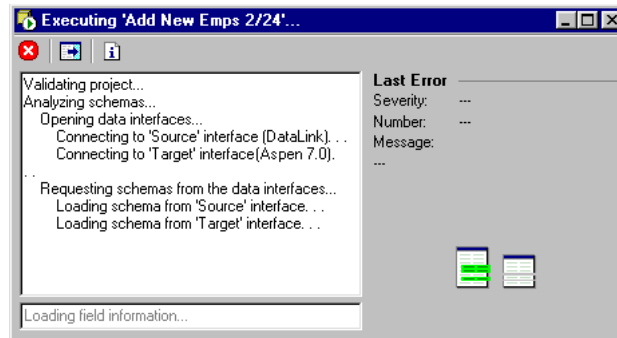 Executing 'Add New Emps 2/24'...
Validating project...
Analyzing schemas...
Opening data interfaces...
Connecting to 'Source' interface (DataLink). . .
Connecting to 'Target' interface(Aspen 7.0).
. .
Requesting schemas from the data interfaces...
Loading schema from 'Source' interface. . .
Loading schema from 'Target' interface. . .
Loading field information...
Last Error
Severity: ---
Number: ---
Message:
---